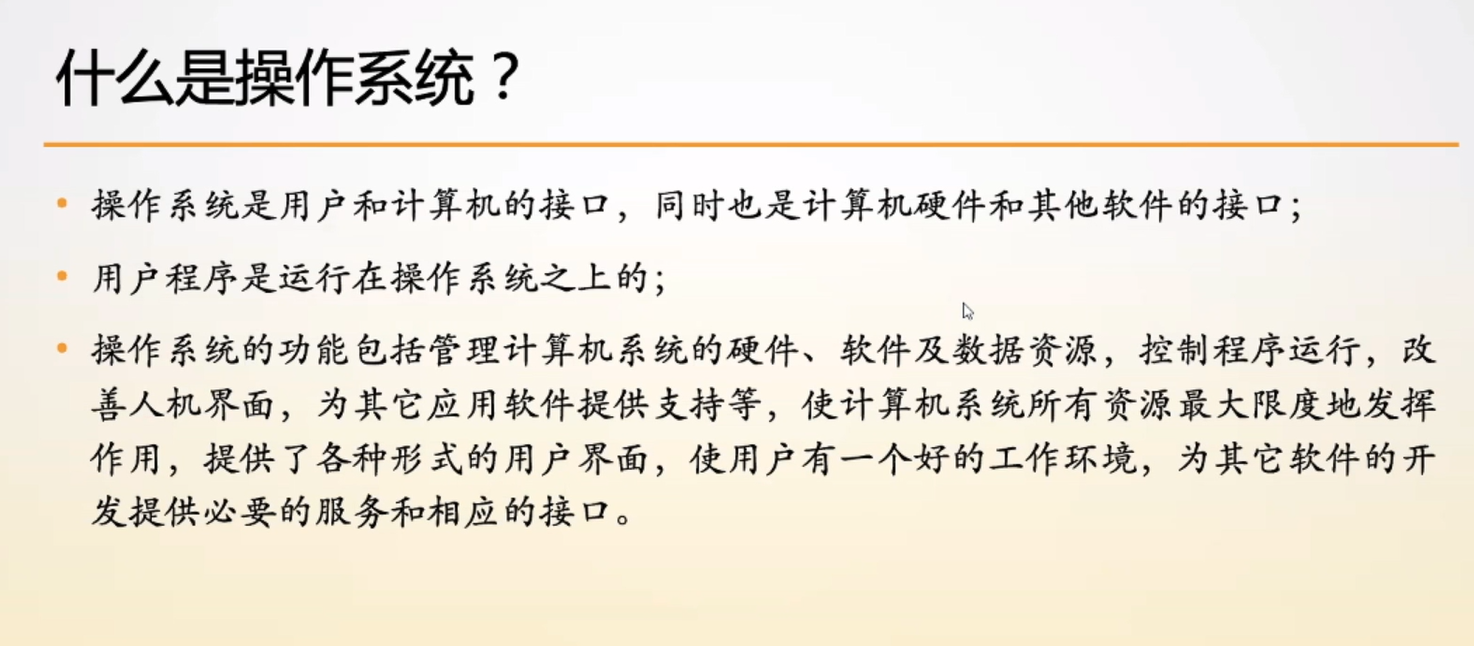 什么是操作系统？
• 操作系统是用户和计算机的接口，同时也是计算机硬件和其他软件的接口；
• 用户程序是运行在操作系统之上的；
• 操作系统的功能包括管理计算机系统的硬件、软件及数据资源，控制程序运行，改
善人机界面，为其它应用软件提供支持等，使计算机系统所有资源最大限度地发挥
作用，提供了各种形式的用户界面，使用户有一个好的工作环境，为其它软件的开
发提供必要的服务和相应的接口。